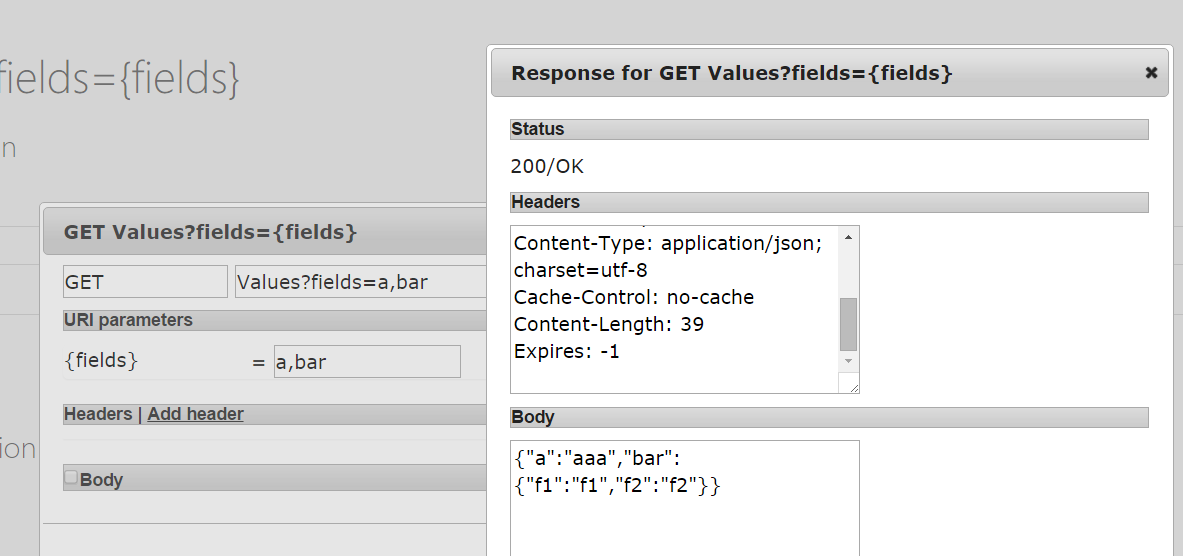 fields={fields}
n
ion
GET Values?fields={fields}
GET
Values?fields=a,bar
URI parameters
{fields}
=
a,bar
Headers | Add header
Body
Response for GET Values?fields={fields}
Status
200/OK
Headers
Content-Type: application/json;
charset=utf-8
Cache-Control: no-cache
Content-Length: 39
Expires: -1
Body
{"a":"aaa","bar":
{"f1":"f1","f2":"f2"}}